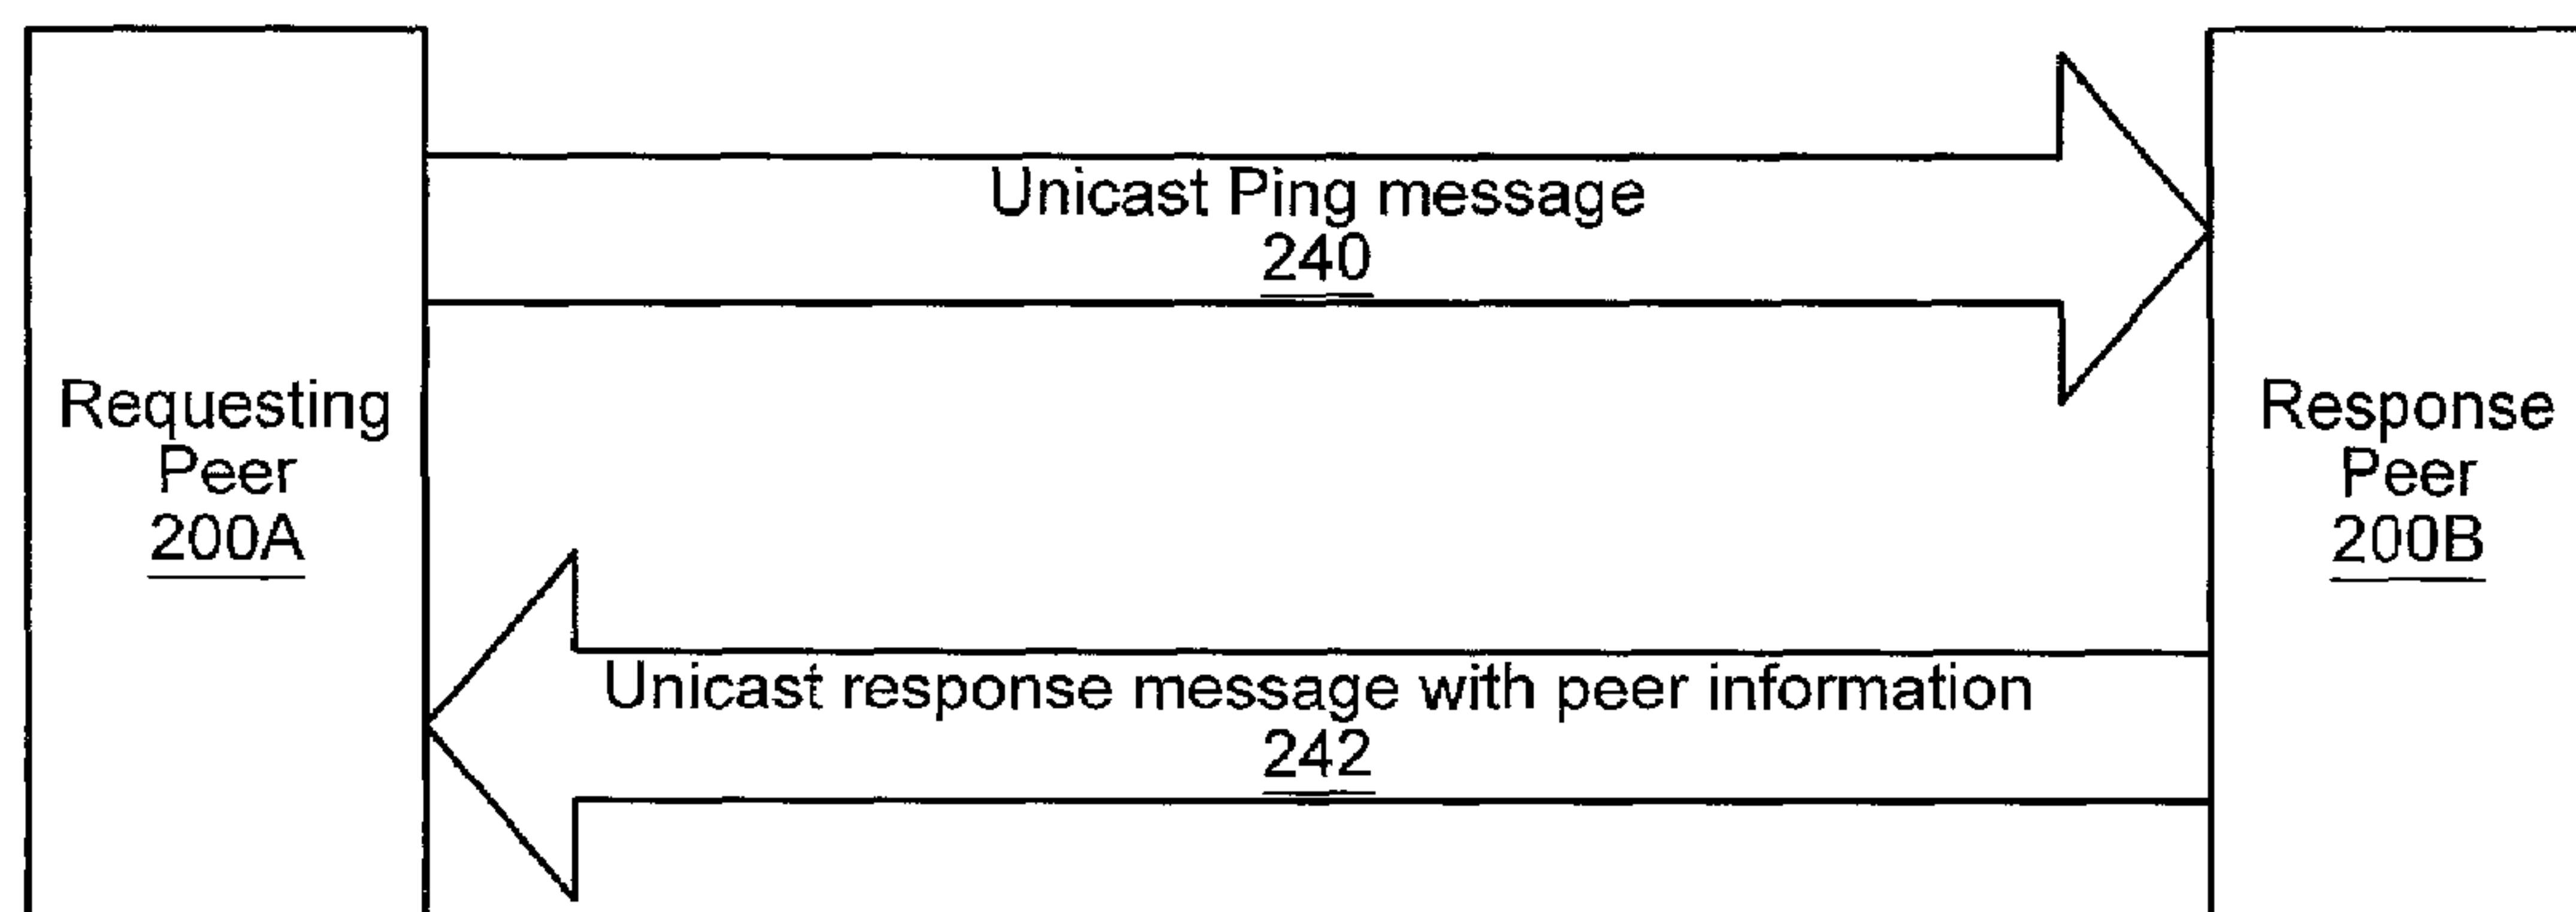 Unicast Ping message
240
Requesting
Peer
200A
Response
Peer
200B
Unicast response message with peer information
242